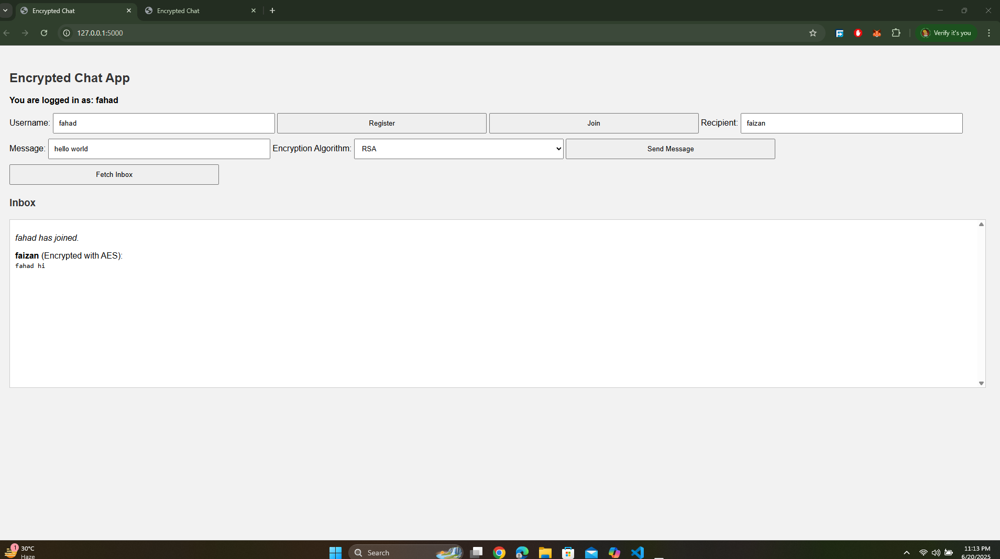 Encrypted Chat
Encrypted Chat
127.0.0.1:5000
Verify it's you
Encrypted Chat App
You are logged in as: fahad
Username: fahad Register Join Recipient: faizan
Message: hello world Encryption Algorithm: RSA Send Message
Fetch Inbox
Inbox
fahad has joined.
faizan (Encrypted with AES):
fahad hi
1
30°C
Haze
Search
11:13 PM
6/20/2025